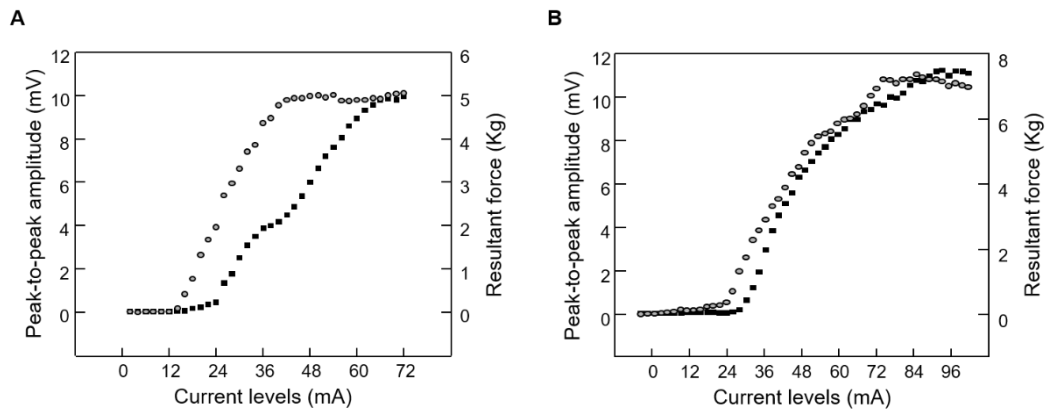 A
B
12
10
8
6
4
2
0
Peak-to-peak amplitude (mV)
6
5
4
3
2
1
0
Resultant force (Kg)
0 12 24 36 48 60 72
Current levels (mA)
12
10
8
6
4
2
0
Peak-to-peak amplitude (mV)
8
6
4
2
0
Resultant force (Kg)
0 12 24 36 48 60 72 84 96
Current levels (mA)